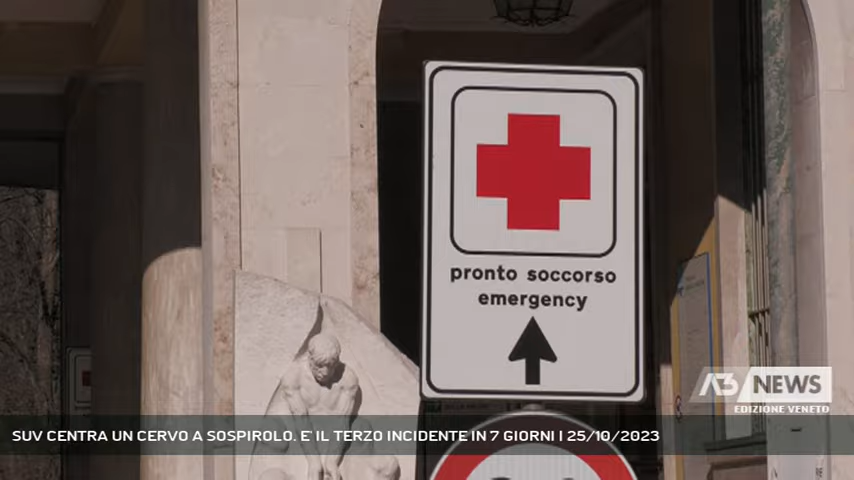 pronto soccorso
emergency
A3 NEWS
EDIZIONE VENETO
SUV CENTRA UN CERVO A SOSPIROLO. E' IL TERZO INCIDENTE IN 7 GIORNI | 25/10/2023